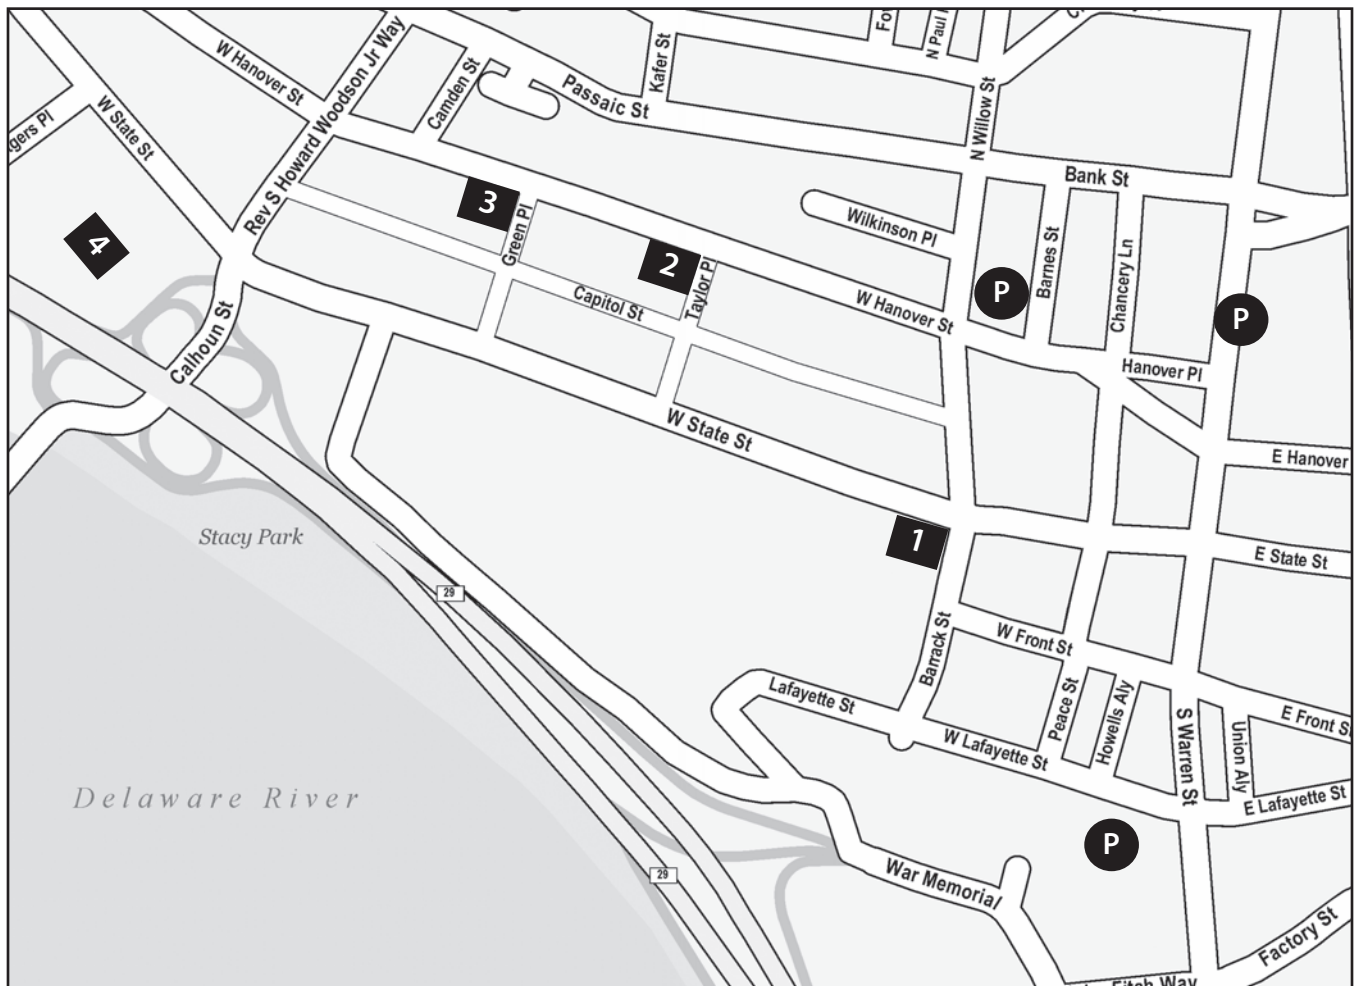 W Hanover St
Rev S Howard Woodson Jr Way
Camden St
Passaic St
Kafer St
N Paul
N Willow St
W State St
Bank St
3
Green Pl
2
Taylor Pl
Capitol St
Wilkinson Pl
W Hanover St
P
Barnes St
Chancery Ln
P
Hanover Pl
4
Calhoun St
W State St
E Hanover
1
E State St
Stacy Park
29
Barrack St
W Front St
Lafayette St
Peace St
Howells Aly
W Lafayette St
S Warren St
Union Aly
E Front S
E Lafayette St
Delaware River
P
29
War Memorial
Factory St
Fitch Way